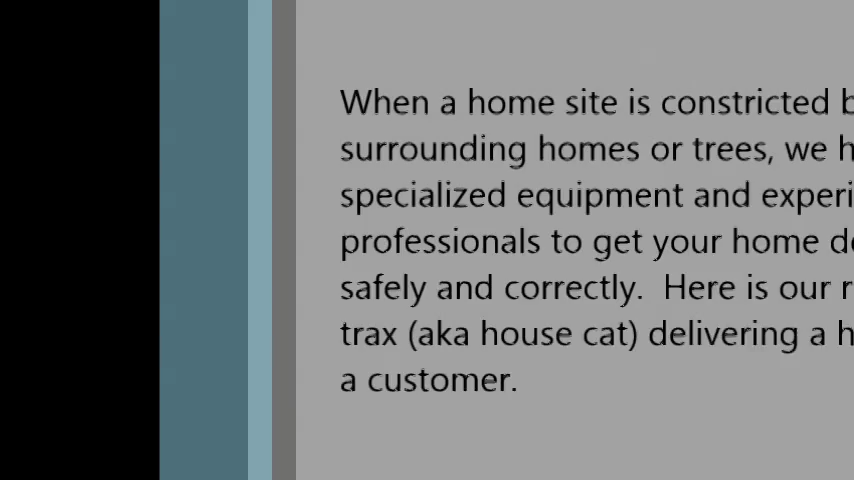 When a home site is constricted
surrounding homes or trees, we
specialized equipment and
professionals to get your home
safely and correctly.  Here is our
trax (aka house cat) delivering a
a customer.